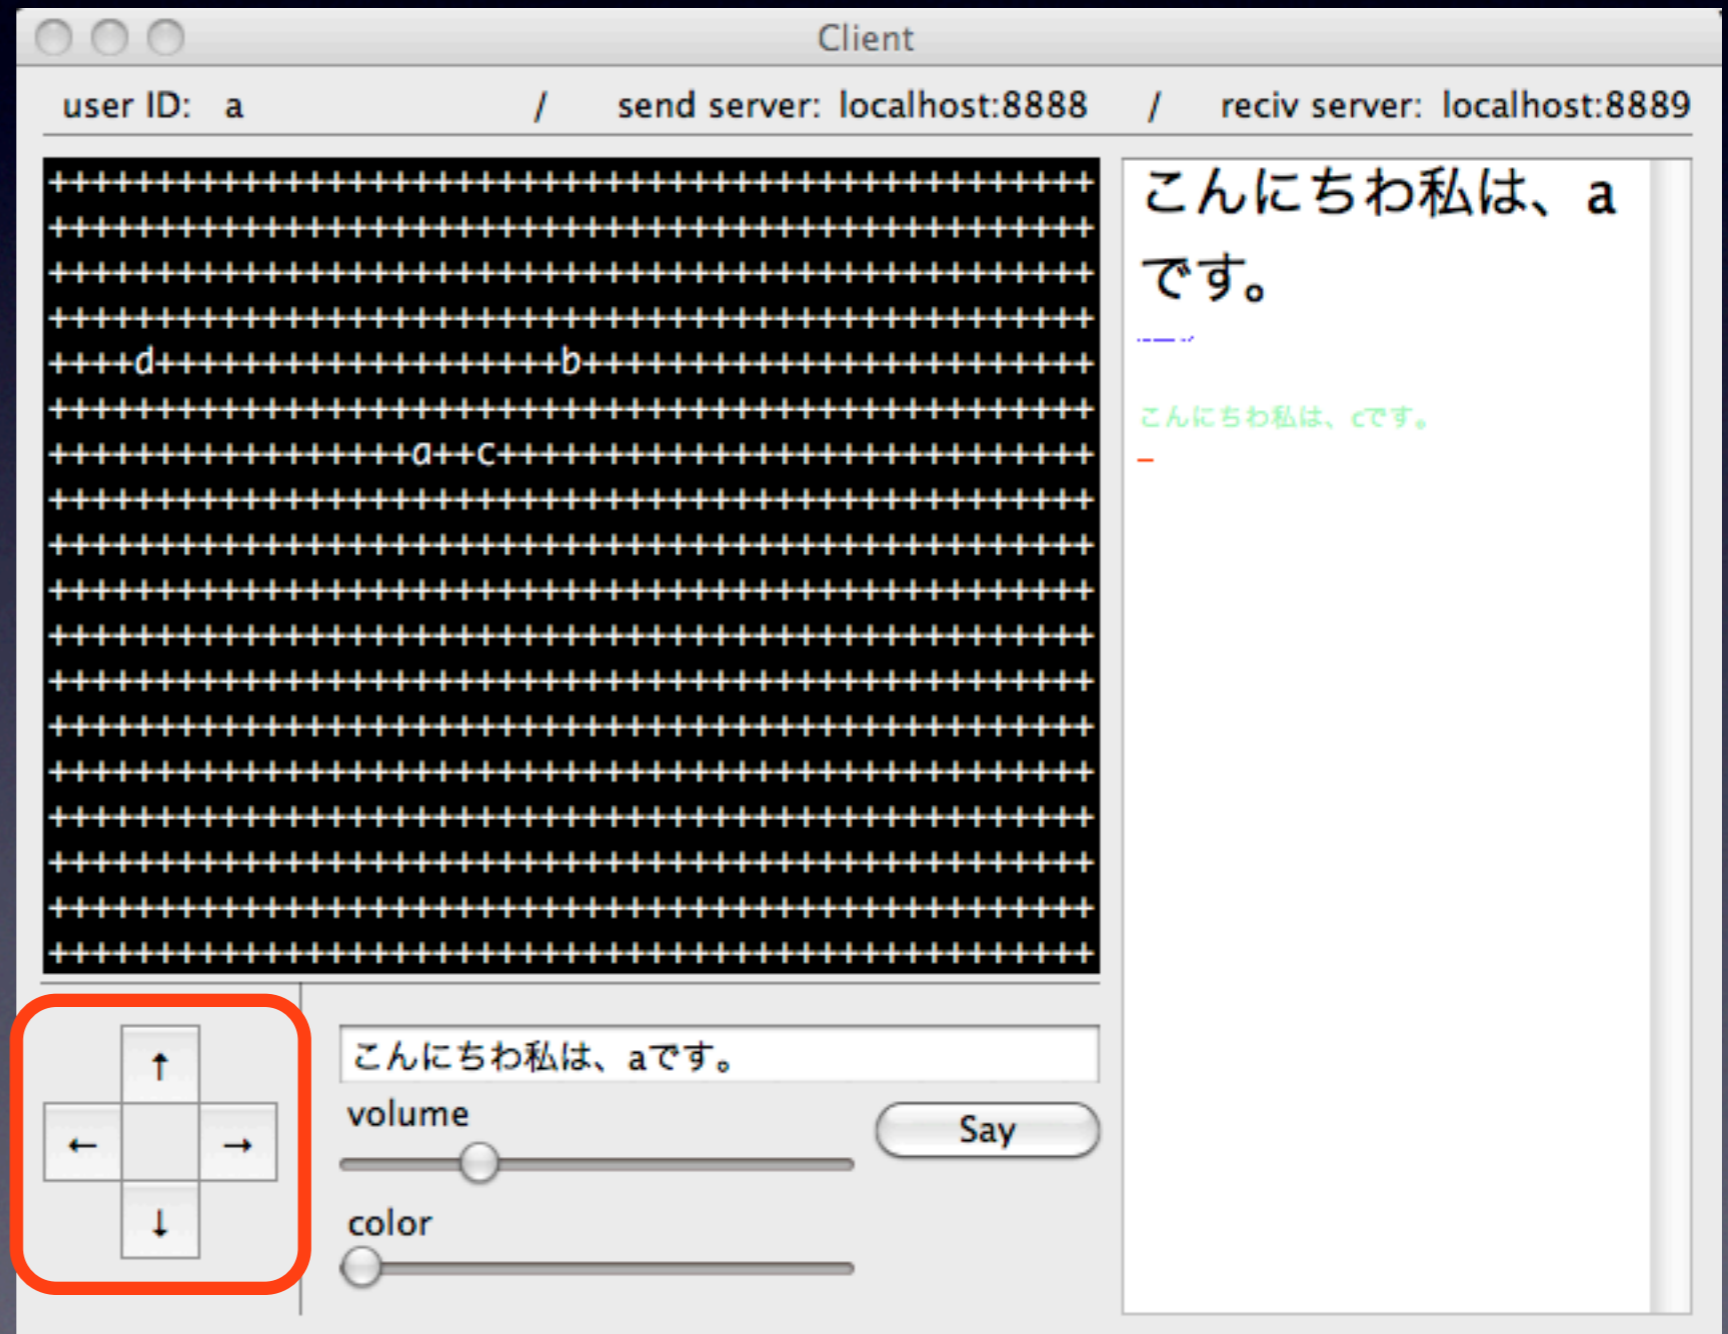 Client
user ID: a / send server: localhost:8888 / reciv server: localhost:8889
+++++++++++++++++++++++++++++++++++++++++++++++++
+++++++++++++++++++++++++++++++++++++++++++++++++
+++++++++++++++++++++++++++++++++++++++++++++++++
+++++++++++++++++++++++++++++++++++++++++++++++++
++++d+++++++++++++++++++b++++++++++++++++++++++++
+++++++++++++++++++++++++++++++++++++++++++++++++
+++++++++++++++++a++c++++++++++++++++++++++++++++
+++++++++++++++++++++++++++++++++++++++++++++++++
+++++++++++++++++++++++++++++++++++++++++++++++++
+++++++++++++++++++++++++++++++++++++++++++++++++
+++++++++++++++++++++++++++++++++++++++++++++++++
+++++++++++++++++++++++++++++++++++++++++++++++++
+++++++++++++++++++++++++++++++++++++++++++++++++
+++++++++++++++++++++++++++++++++++++++++++++++++
+++++++++++++++++++++++++++++++++++++++++++++++++
+++++++++++++++++++++++++++++++++++++++++++++++++
+++++++++++++++++++++++++++++++++++++++++++++++++
+++++++++++++++++++++++++++++++++++++++++++++++++
こんにちわ私は、a
です。
こんにちわ私は、cです。
↑
← →
↓
こんにちわ私は、aです。
volume
Say
color